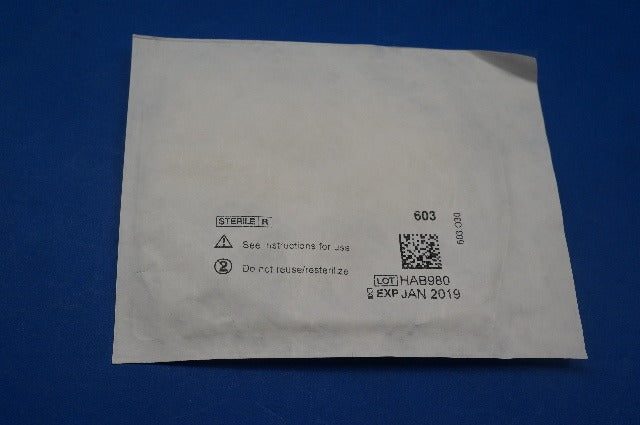 STERILE R
See instructions for use
Do not reuse/resterilize
603
603-030
LOT HAB980
EXP JAN 2019